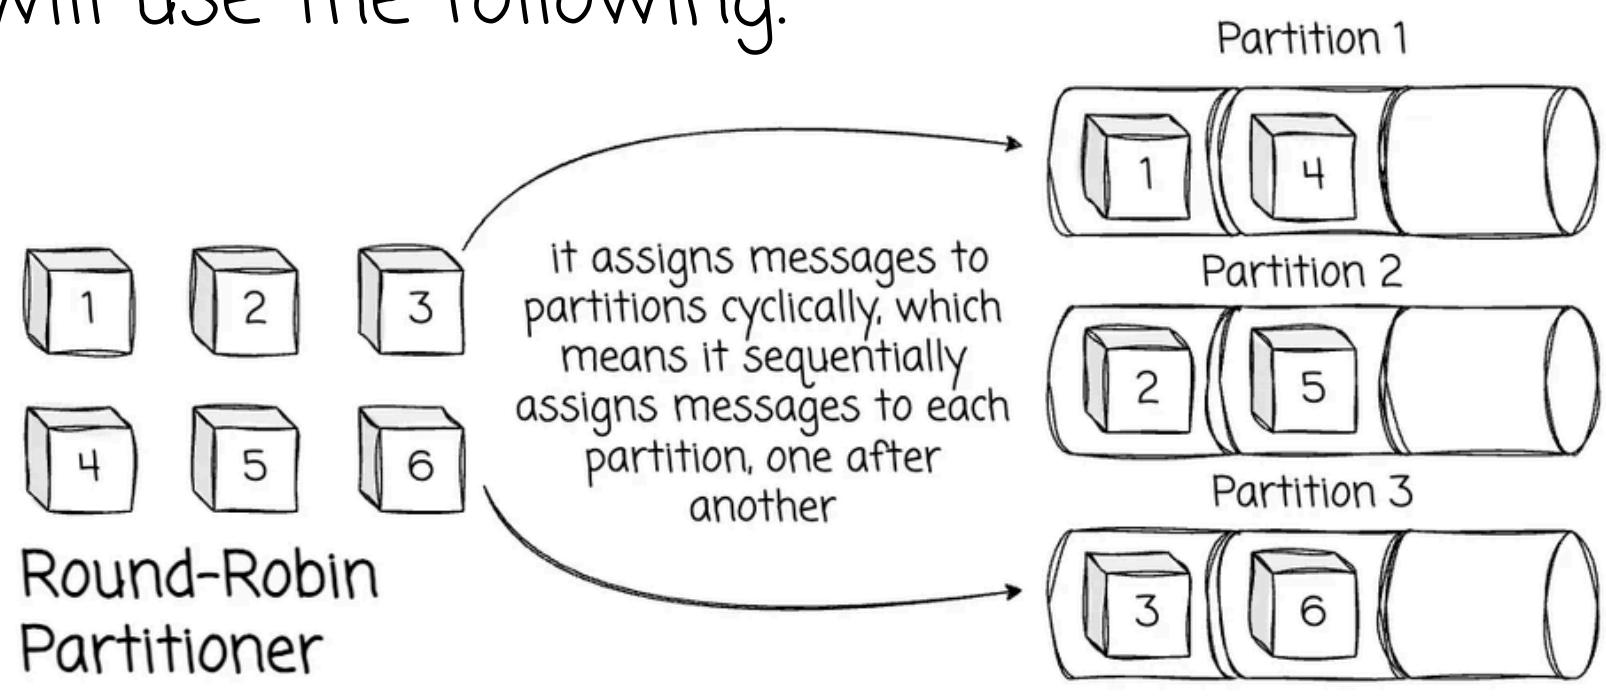 will use the following:
Partition 1
1
4
1
2
3
it assigns messages to
partitions cyclically, which
means it sequentially
assigns messages to each
partition, one after
another
Partition 2
2
5
4
5
6
Partition 3
3
6
Round-Robin
Partitioner